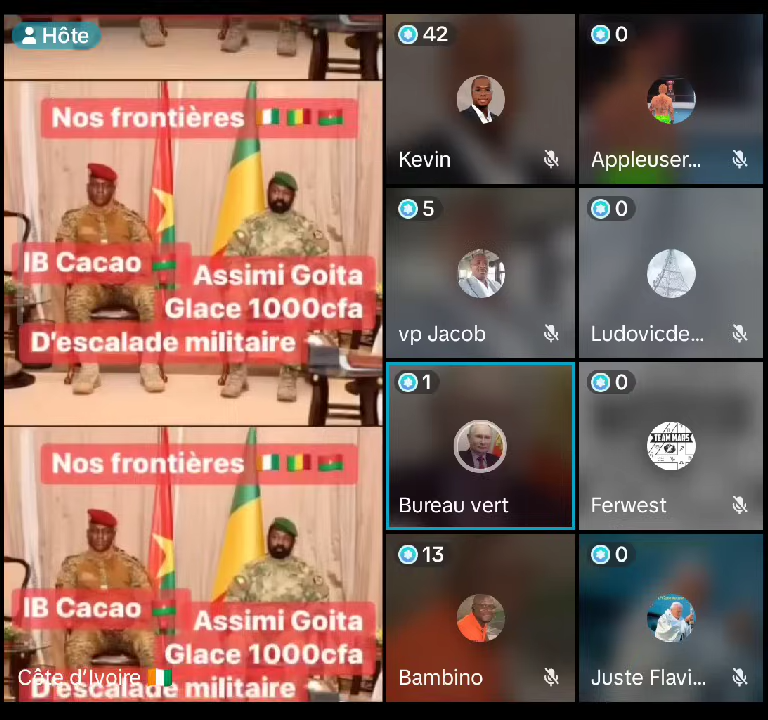 Hôte
Nos frontières
IB Cacao
Assimi Goita
Glace 1000cfa
D'escalade militaire
Nos frontières
IB Cacao
Assimi Goita
Glace 1000cfa
Côte d'Ivoire
D'escalade militaire
42
Kevin
0
Appleuser...
5
vp Jacob
0
Ludovicde...
1
Bureau vert
0
TEAM MARS
Ferwest
13
Bambino
0
Juste Flavi...